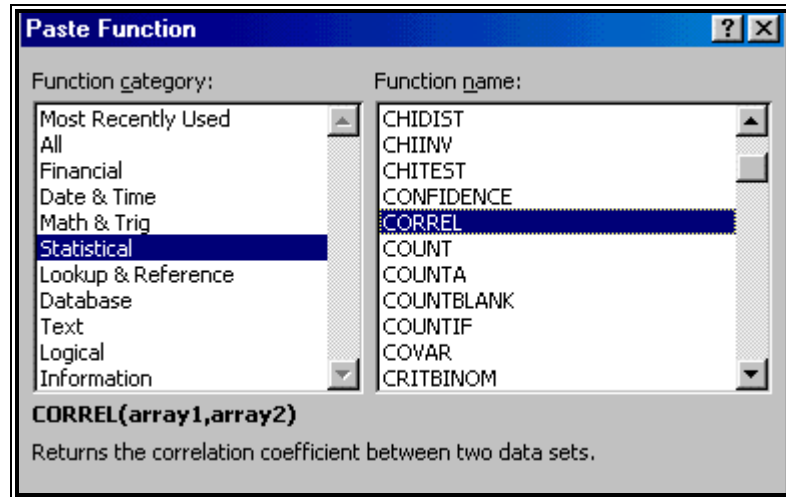 Paste Function
Function category:
Most Recently Used
All
Financial
Date & Time
Math & Trig
Statistical
Lookup & Reference
Database
Text
Logical
Information
Function name:
CHIDIST
CHIINV
CHITEST
CONFIDENCE
CORREL
COUNT
COUNTA
COUNTBLANK
COUNTIF
COVAR
CRITBINOM
CORREL(array1,array2)
Returns the correlation coefficient between two data sets.